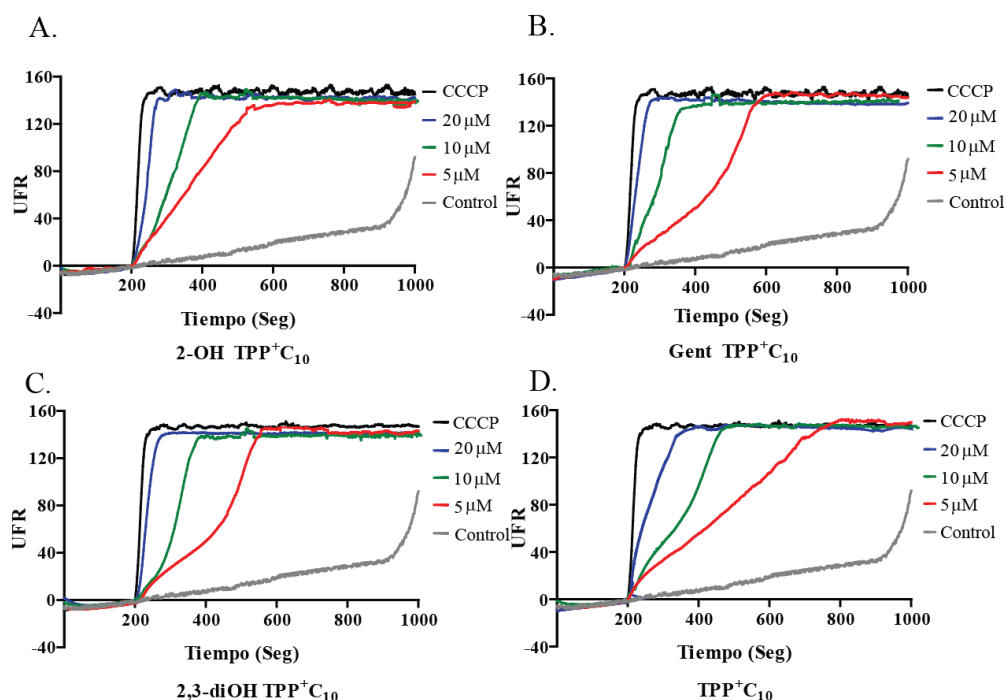 A.
160
120
80
40
0
-40
UFR
200 400 600 800 1000
Tiempo (Seg)
2-OH TPP⁺C₁₀
CCCP
20 μM
10 μM
5 μM
Control
B.
160
120
80
40
0
-40
UFR
200 400 600 800 1000
Tiempo (Seg)
Gent TPP⁺C₁₀
CCCP
20 μM
10 μM
5 μM
Control
C.
160
120
80
40
0
-40
UFR
200 400 600 800 1000
Tiempo (Seg)
2,3-diOH TPP⁺C₁₀
CCCP
20 μM
10 μM
5 μM
Control
D.
160
120
80
40
0
-40
UFR
200 400 600 800 1000
Tiempo (Seg)
TPP⁺C₁₀
CCCP
20 μM
10 μM
5 μM
Control